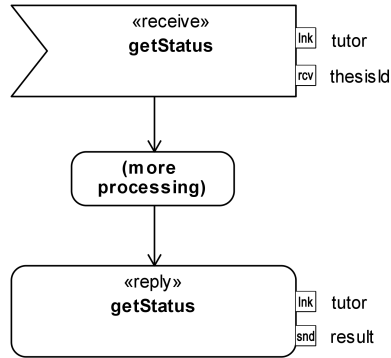 «receive»
getStatus
lnk tutor
rcv thesisId
(more
processing)
«reply»
getStatus
lnk tutor
snd result